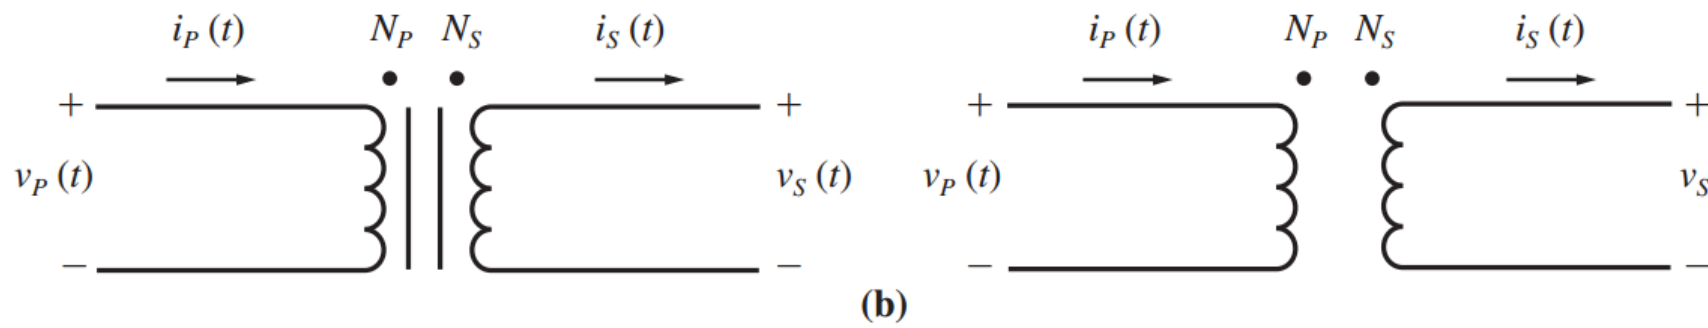 i_P (t) N_P N_S i_S (t) i_P (t) N_P N_S i_S (t)
+ + + +
v_P (t) v_S (t) v_P (t) v_S
− − − −
(b)